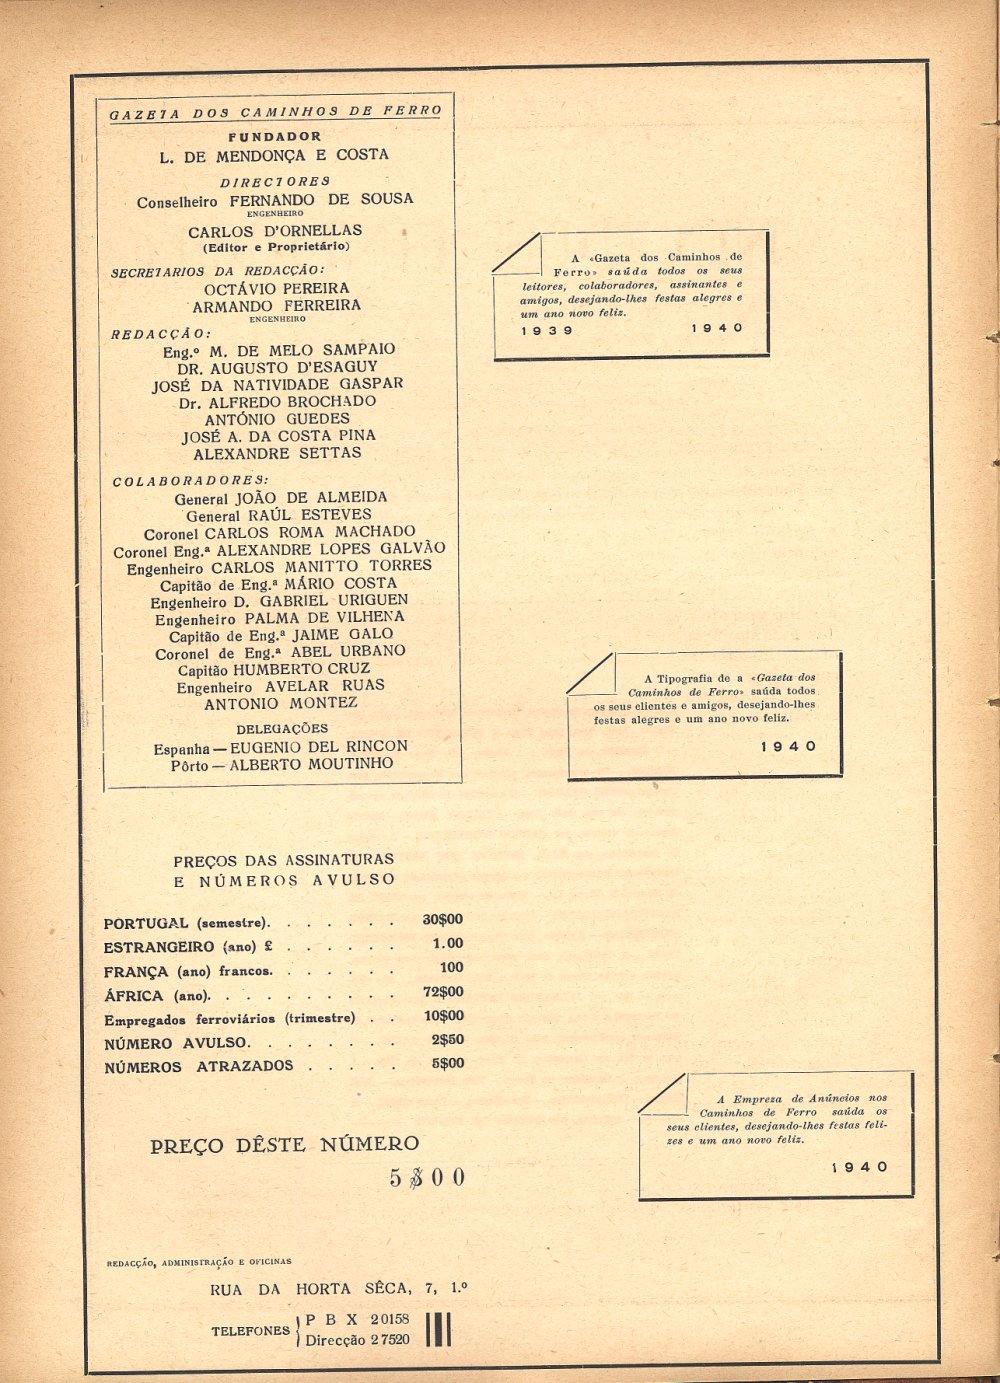 GAZETA DOS CAMINHOS DE FERRO
FUNDADOR
L. DE MENDONÇA E COSTA
DIRECTORES
Conselheiro FERNANDO DE SOUSA
ENGENHEIRO
CARLOS D'ORNELLAS
(Editor e Proprietário)
SECRETARIOS DA REDACÇÃO:
OCTÁVIO PEREIRA
ARMANDO FERREIRA
ENGENHEIRO
REDACÇÃO:
Eng.º M. DE MELO SAMPAIO
DR. AUGUSTO D'ESAGUY
JOSÉ DA NATIVIDADE GASPAR
Dr. ALFREDO BROCHADO
ANTÓNIO GUEDES
JOSÉ A. DA COSTA PINA
ALEXANDRE SETTAS
COLABORADORES:
General JOÃO DE ALMEIDA
General RAÚL ESTEVES
Coronel CARLOS ROMA MACHADO
Coronel Eng.ª ALEXANDRE LOPES GALVÃO
Engenheiro CARLOS MANITTO TORRES
Capitão de Eng.ª MÁRIO COSTA
Engenheiro D. GABRIEL URIGUEN
Engenheiro PALMA DE VILHENA
Capitão de Eng.ª JAIME GALO
Coronel de Eng.ª ABEL URBANO
Capitão HUMBERTO CRUZ
Engenheiro AVELAR RUAS
ANTONIO MONTEZ
DELEGAÇÕES
Espanha — EUGENIO DEL RINCON
Pôrto — ALBERTO MOUTINHO
PREÇOS DAS ASSINATURAS
E NÚMEROS AVULSO
PORTUGAL (semestre). . . . . . . 30$00
ESTRANGEIRO (ano) £ . . . . . . 1.00
FRANÇA (ano) francos. . . . . . . 100
ÁFRICA (ano). . . . . . . . . . 72$00
Empregados ferroviários (trimestre) . . 10$00
NÚMERO AVULSO. . . . . . . . 2$50
NÚMEROS ATRAZADOS . . . . . 5$00
PREÇO DÊSTE NÚMERO
5$00
REDACÇÃO, ADMINISTRAÇÃO E OFICINAS
RUA DA HORTA SÊCA, 7, 1.º
TELEFONES { P B X 20158
Direcção 27520
A «Gazeta dos Caminhos de
Ferro» saúda todos os seus
leitores, colaboradores, assinantes e
amigos, desejando-lhes festas alegres e
um ano novo feliz.
1939 1940
A Tipografia de a «Gazeta dos
Caminhos de Ferro» saúda todos
os seus clientes e amigos, desejando-lhes
festas alegres e um ano novo feliz.
1940
A Empreza de Anúncios nos
Caminhos de Ferro saúda os
seus clientes, desejando-lhes festas feli-
zes e um ano novo feliz.
1940